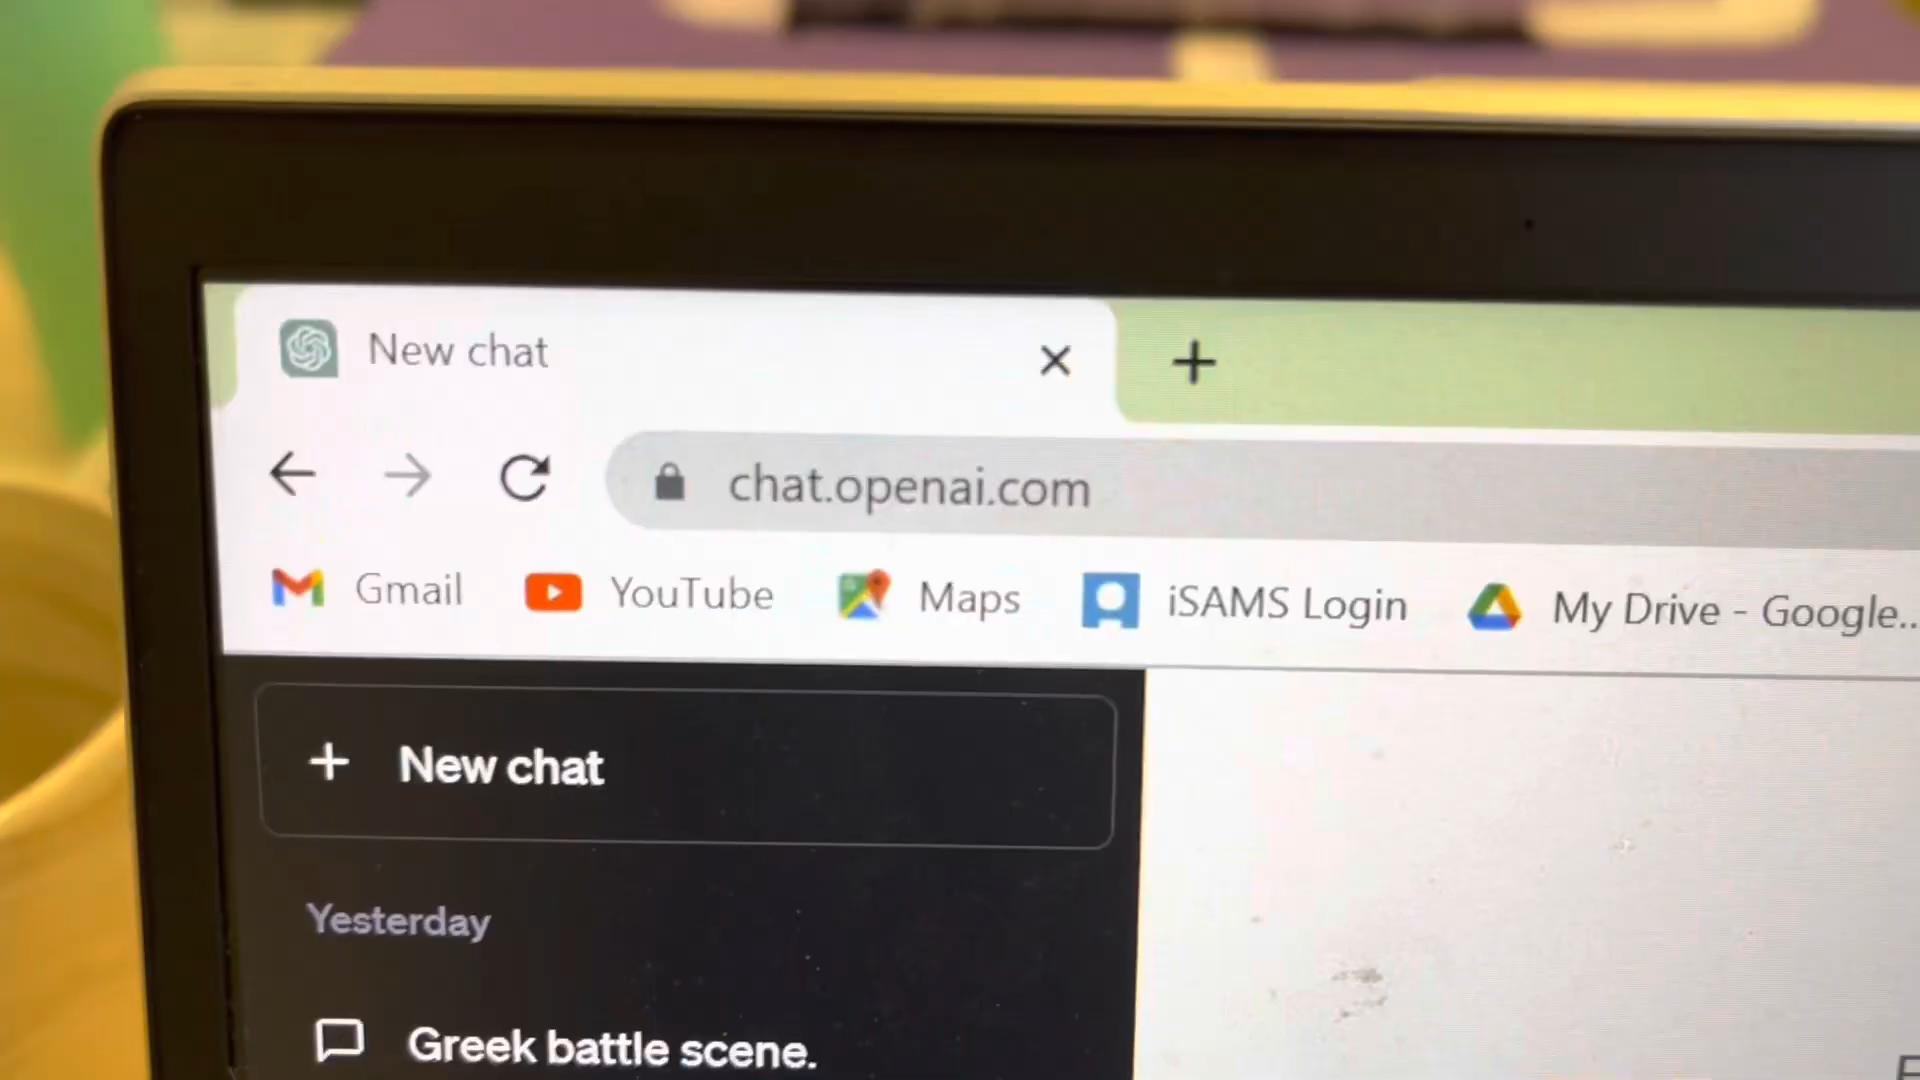 New chat
chat.openai.com
Gmail YouTube Maps iSAMS Login My Drive - Google...
New chat
Yesterday
Greek battle scene.